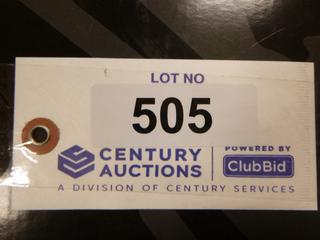 LOT NO
505
CENTURY AUCTIONS
POWERED BY
ClubBid
A DIVISION OF CENTURY SERVICES